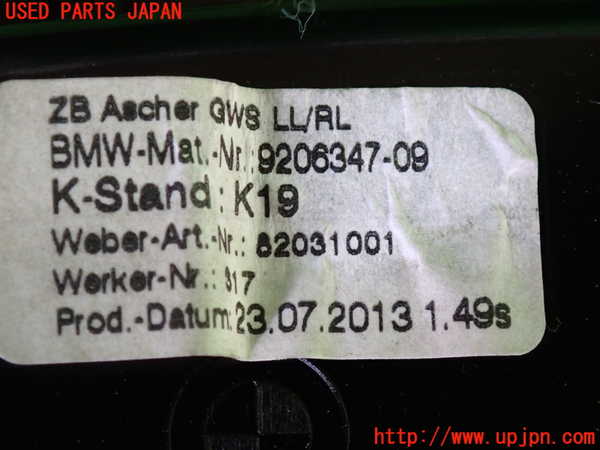 USED PARTS JAPAN
ZB Ascher GWS LL/RL
BMW-Mat.-Nr.:9206347-09
K-Stand: K19
Weber-Art.-Nr.: 82031001
Werker-Nr.: 817
Prod.-Datum:23.07.2013 1.49s
http://www.upjpn.com/